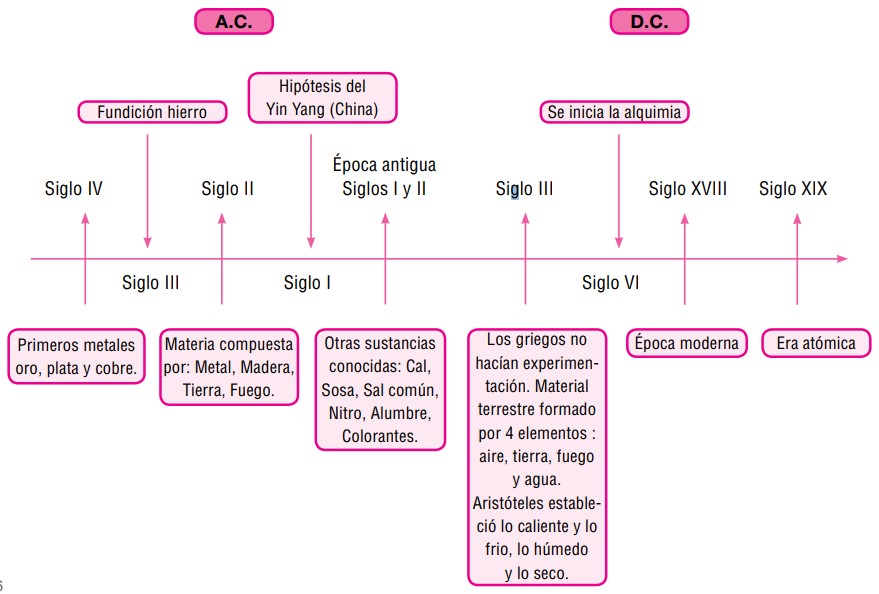 A.C.
D.C.
Fundición hierro
Hipótesis del
Yin Yang (China)
Se inicia la alquimia
Siglo IV
Siglo II
Época antigua
Siglos I y II
Siglo III
Siglo XVIII
Siglo XIX
Siglo III
Siglo I
Siglo VI
Primeros metales
oro, plata y cobre.
Materia compuesta
por: Metal, Madera,
Tierra, Fuego.
Otras sustancias
conocidas: Cal,
Sosa, Sal común,
Nitro, Alumbre,
Colorantes.
Los griegos no
hacían experimen-
tación. Material
terrestre formado
por 4 elementos :
aire, tierra, fuego
y agua.
Aristóteles estable-
ció lo caliente y lo
frio, lo húmedo
y lo seco.
Época moderna
Era atómica